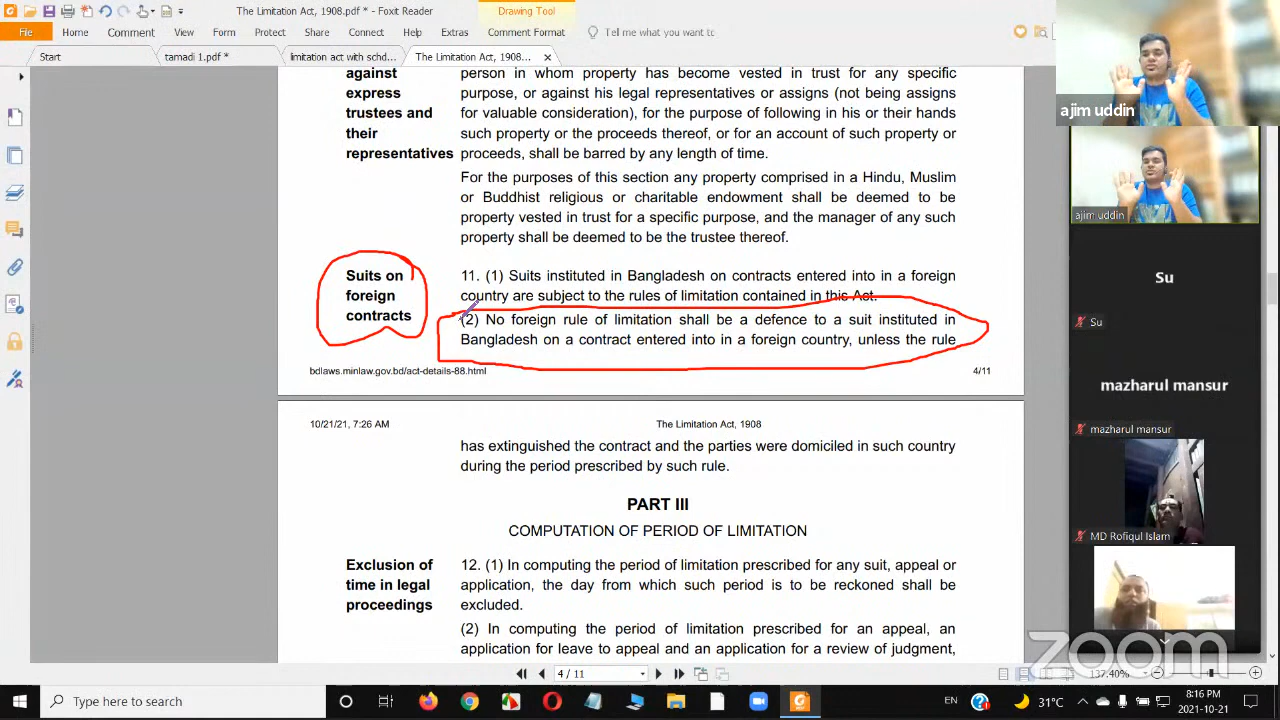 The Limitation Act, 1908.pdf * - Foxit Reader
Drawing Tool
File
Home
Comment
View
Form
Protect
Share
Connect
Help
Extras
Comment Format
Tell me what you want to
Start
tamadi 1.pdf *
limitation act with schd...
The Limitation Act, 1908...
against
express
trustees and
their
representatives
person in whom property has become vested in trust for any specific
purpose, or against his legal representatives or assigns (not being assigns
for valuable consideration), for the purpose of following in his or their hands
such property or the proceeds thereof, or for an account of such property or
proceeds, shall be barred by any length of time.
For the purposes of this section any property comprised in a Hindu, Muslim
or Buddhist religious or charitable endowment shall be deemed to be
property vested in trust for a specific purpose, and the manager of any such
property shall be deemed to be the trustee thereof.
Suits on
foreign
contracts
11. (1) Suits instituted in Bangladesh on contracts entered into in a foreign
country are subject to the rules of limitation contained in this Act.
(2) No foreign rule of limitation shall be a defence to a suit instituted in
Bangladesh on a contract entered into in a foreign country, unless the rule
bdlaws.minlaw.gov.bd/act-details-88.html
4/11
10/21/21, 7:26 AM
The Limitation Act, 1908
has extinguished the contract and the parties were domiciled in such country
during the period prescribed by such rule.
PART III
COMPUTATION OF PERIOD OF LIMITATION
Exclusion of
time in legal
proceedings
12. (1) In computing the period of limitation prescribed for any suit, appeal or
application, the day from which such period is to be reckoned shall be
excluded.
(2) In computing the period of limitation prescribed for an appeal, an
application for leave to appeal and an application for a review of judgment,
4 / 11
137.40%
ajim uddin
ajim uddin
Su
Su
mazharul mansur
mazharul mansur
MD Rofiqul Islam
zoom
Type here to search
31°C
EN
8:16 PM
2021-10-21